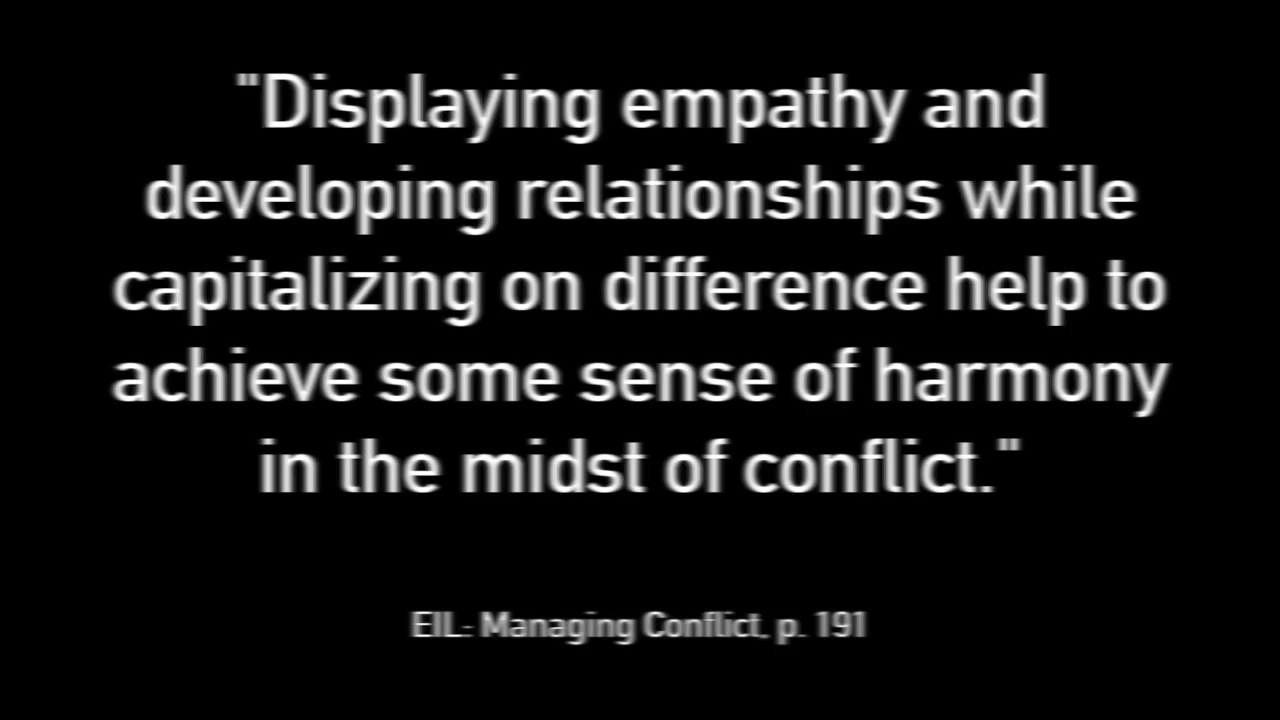 "Displaying empathy and
developing relationships while
capitalizing on difference help to
achieve some sense of harmony
in the midst of conflict."
EIL: Managing Conflict, p. 191